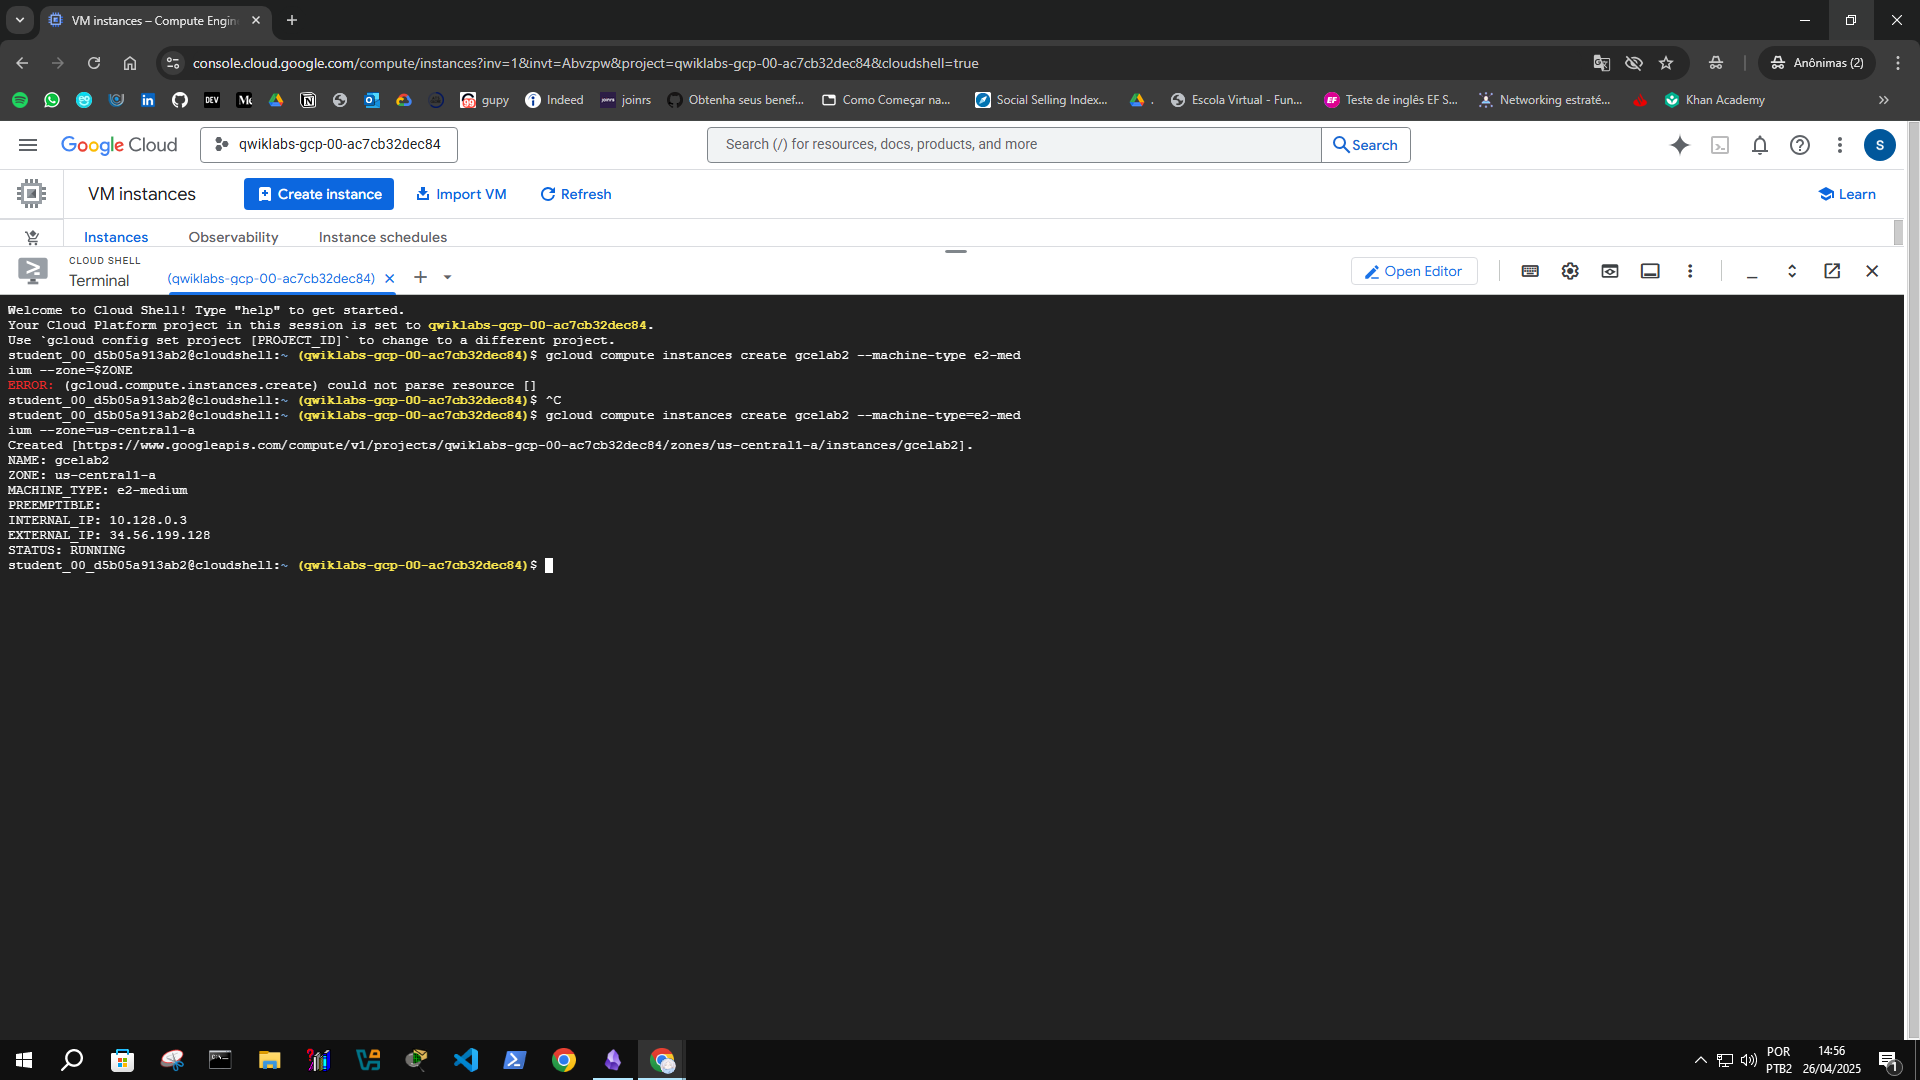 VM instances – Compute Engin
console.cloud.google.com/compute/instances?inv=1&invt=Abvzpw&project=qwiklabs-gcp-00-ac7cb32dec84&cloudshell=true
Anônimas (2)
gupy
Indeed
joinrs
Obtenha seus benef...
Como Começar na...
Social Selling Index...
.
Escola Virtual - Fun...
Teste de inglês EF S...
Networking estraté...
Khan Academy
Google Cloud
qwiklabs-gcp-00-ac7cb32dec84
Search (/) for resources, docs, products, and more
Search
S
VM instances
Create instance
Import VM
Refresh
Learn
Instances
Observability
Instance schedules
CLOUD SHELL
Terminal
(qwiklabs-gcp-00-ac7cb32dec84)
Open Editor
Welcome to Cloud Shell! Type "help" to get started.
Your Cloud Platform project in this session is set to qwiklabs-gcp-00-ac7cb32dec84.
Use `gcloud config set project [PROJECT_ID]` to change to a different project.
student_00_d5b05a913ab2@cloudshell:~ (qwiklabs-gcp-00-ac7cb32dec84)$ gcloud compute instances create gcelab2 --machine-type e2-med
ium --zone=$ZONE
ERROR: (gcloud.compute.instances.create) could not parse resource []
student_00_d5b05a913ab2@cloudshell:~ (qwiklabs-gcp-00-ac7cb32dec84)$ ^C
student_00_d5b05a913ab2@cloudshell:~ (qwiklabs-gcp-00-ac7cb32dec84)$ gcloud compute instances create gcelab2 --machine-type=e2-med
ium --zone=us-central1-a
Created [https://www.googleapis.com/compute/v1/projects/qwiklabs-gcp-00-ac7cb32dec84/zones/us-central1-a/instances/gcelab2].
NAME: gcelab2
ZONE: us-central1-a
MACHINE_TYPE: e2-medium
PREEMPTIBLE:
INTERNAL_IP: 10.128.0.3
EXTERNAL_IP: 34.56.199.128
STATUS: RUNNING
student_00_d5b05a913ab2@cloudshell:~ (qwiklabs-gcp-00-ac7cb32dec84)$
POR
PTB2
14:56
26/04/2025
1